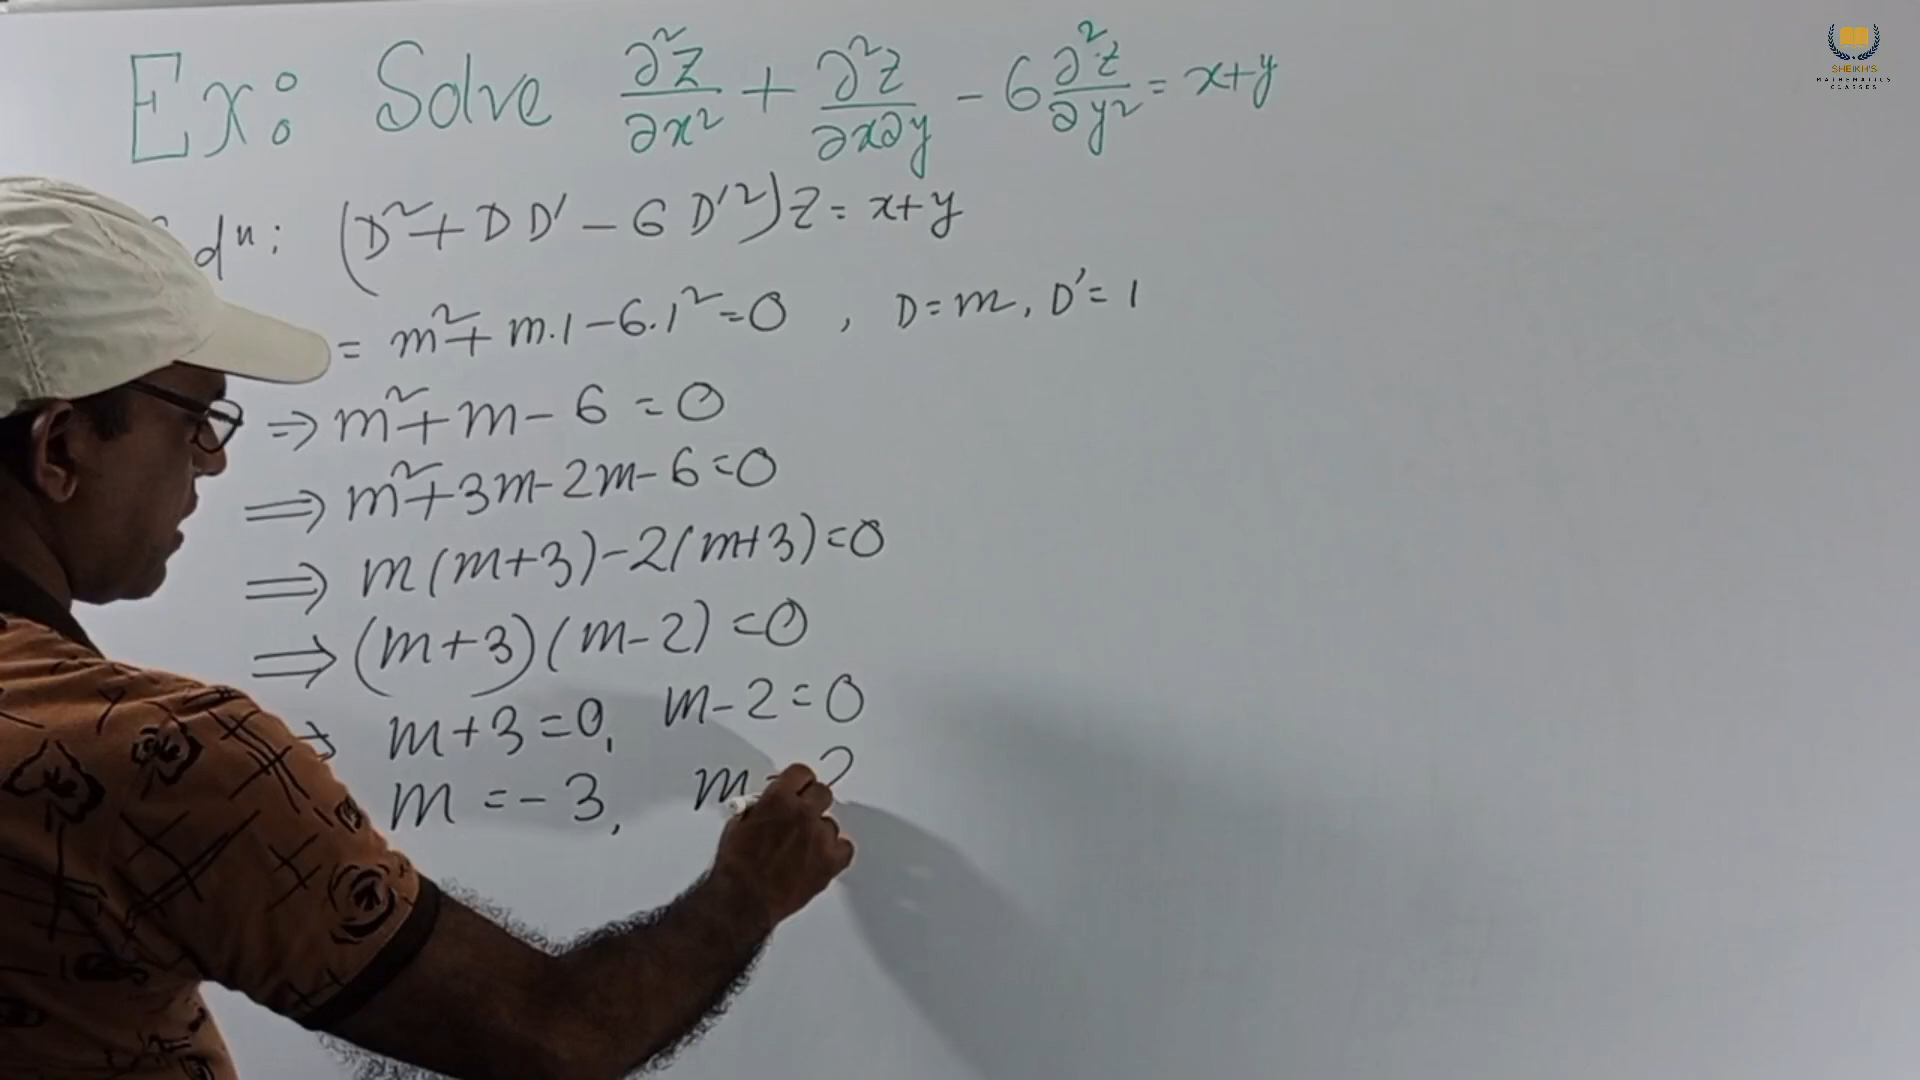 Ex: Solve ∂²z/∂x² + ∂²z/∂x∂y - 6 ∂²z/∂y² = x+y
(D² + DD' - 6D'²)z = x+y
= m² + m.1 - 6.1² = 0 , D = m, D' = 1
⇒ m² + m - 6 = 0
⇒ m² + 3m - 2m - 6 = 0
⇒ m(m+3) - 2(m+3) = 0
⇒ (m+3)(m-2) = 0
⇒ m+3 = 0, m-2 = 0
m = -3, m = 2
SHEIKH'S
MATHEMATICS
CLASSES